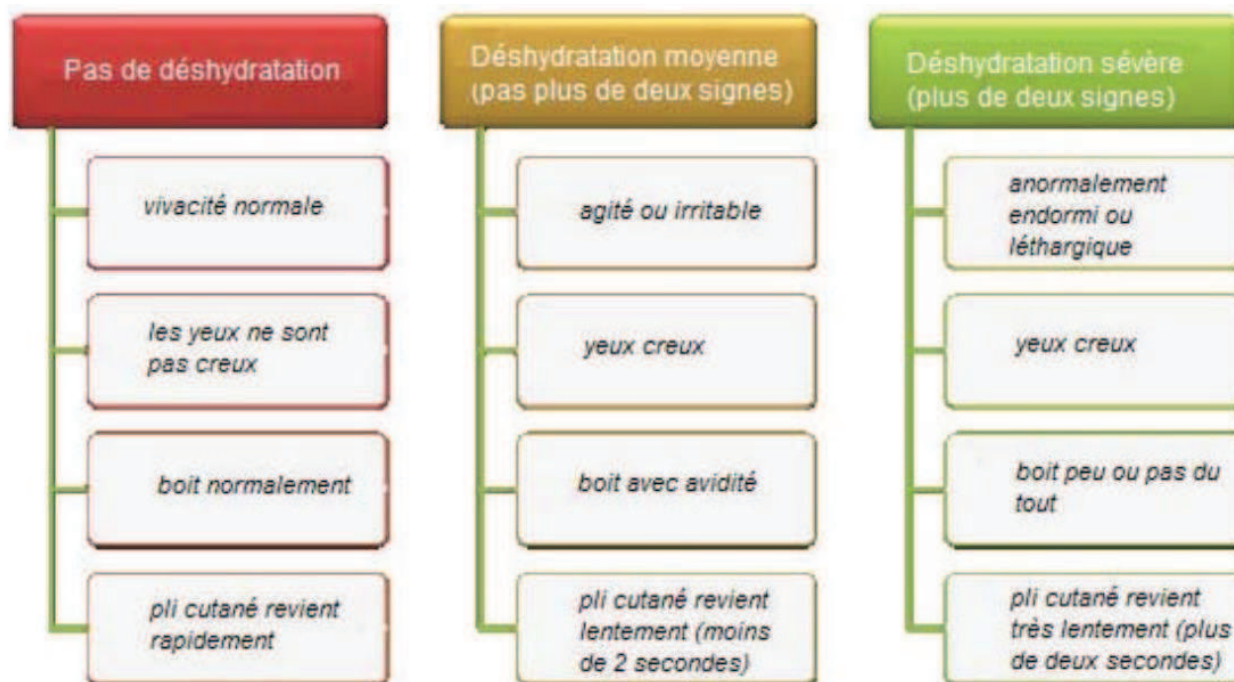 Pas de déshydratation
vivacité normale
les yeux ne sont
pas creux
boit normalement
pli cutané revient
rapidement
Déshydratation moyenne
(pas plus de deux signes)
agité ou irritable
yeux creux
boit avec avidité
pli cutané revient
lentement (moins
de 2 secondes)
Déshydratation sévère
(plus de deux signes)
anormalement
endormi ou
léthargique
yeux creux
boit peu ou pas du
tout
pli cutané revient
très lentement (plus
de deux secondes)